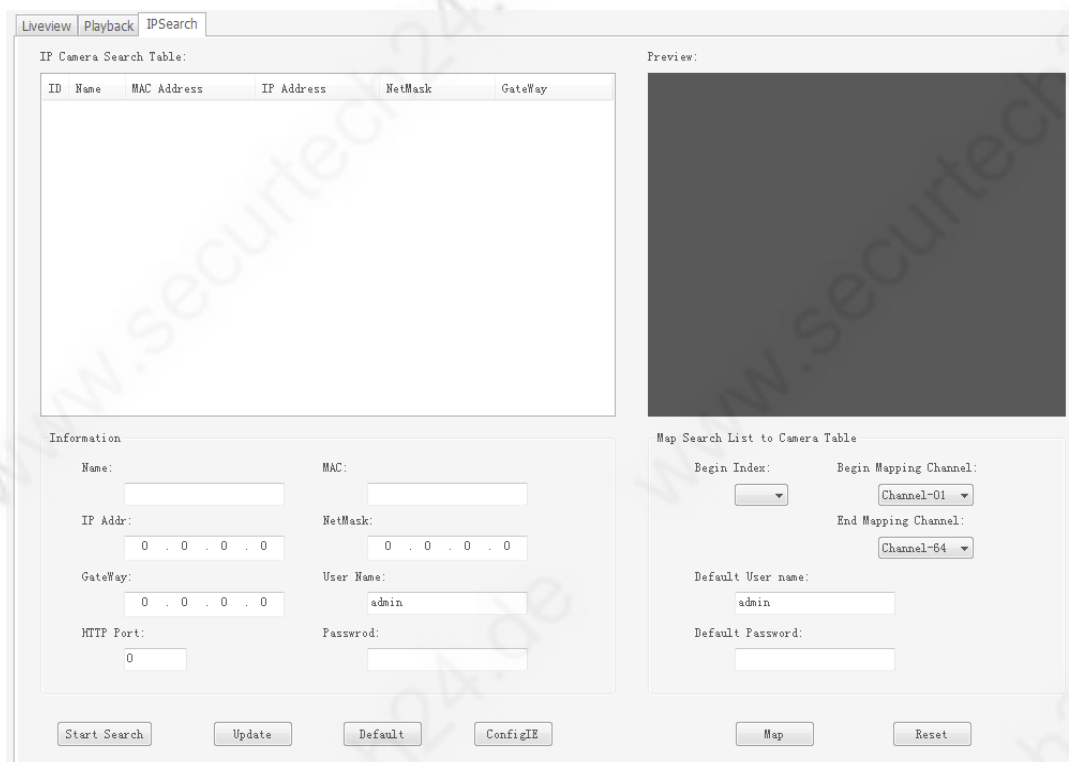 Liveview Playback IPSearch
IP Camera Search Table:
Preview:
ID Name MAC Address IP Address NetMask GateWay
Information
Map Search List to Camera Table
Name: MAC:
Begin Index: Begin Mapping Channel:
Channel-01
IP Addr: NetMask:
End Mapping Channel:
0 . 0 . 0 . 0 0 . 0 . 0 . 0
Channel-64
GateWay: User Name:
Default User name:
0 . 0 . 0 . 0 admin
admin
HTTP Port: Passwrod:
Default Password:
0
Start Search Update Default ConfigIE Map Reset
www.securtech24.de